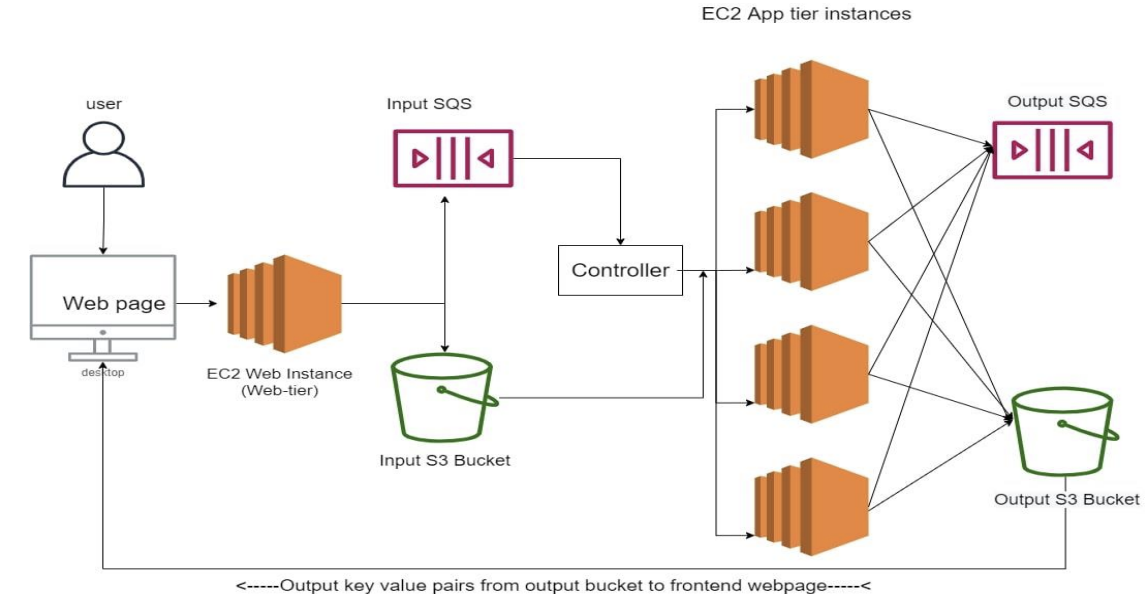 EC2 App tier instances
user
Input SQS
Output SQS
Controller
Web page
desktop
EC2 Web Instance
(Web-tier)
Input S3 Bucket
Output S3 Bucket
<-----Output key value pairs from output bucket to frontend webpage-----<